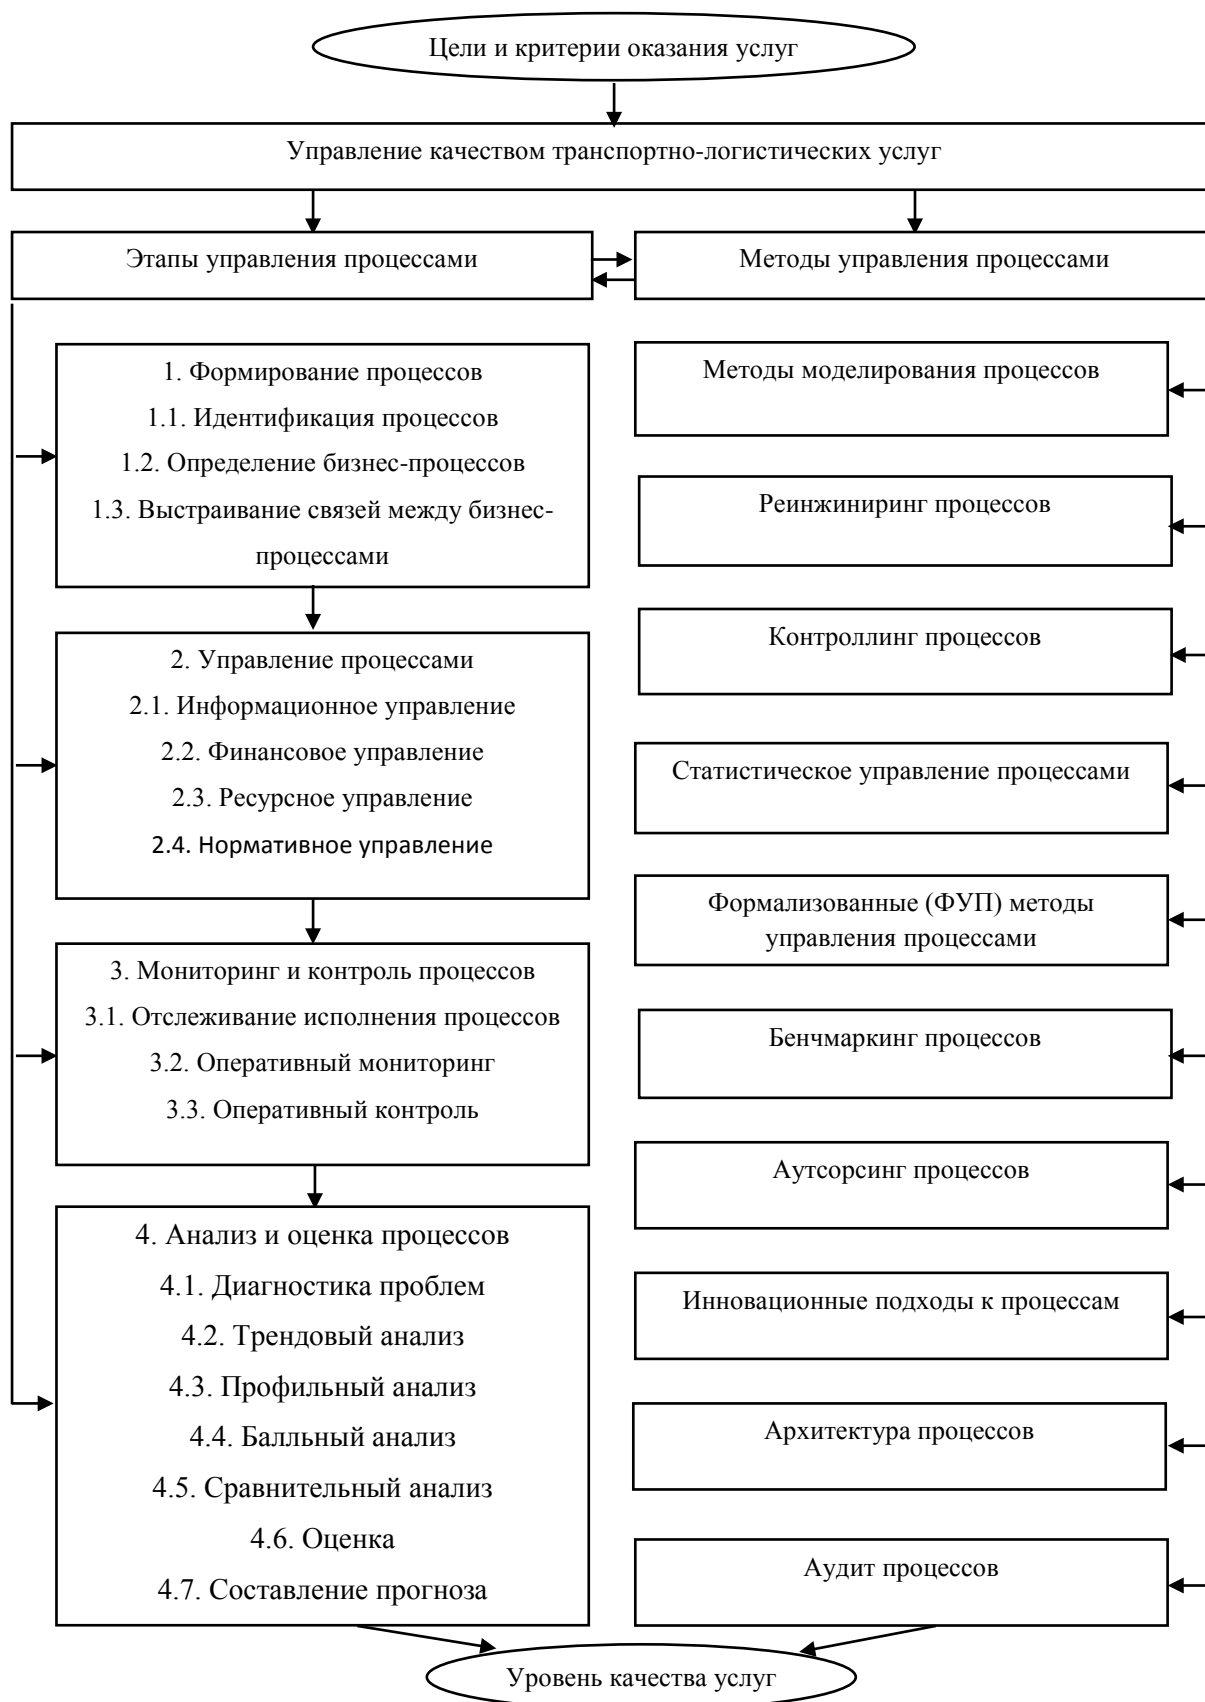 Цели и критерии оказания услуг
Управление качеством транспортно-логистических услуг
Этапы управления процессами
Методы управления процессами
1. Формирование процессов
1.1. Идентификация процессов
1.2. Определение бизнес-процессов
1.3. Выстраивание связей между бизнес-
процессами
2. Управление процессами
2.1. Информационное управление
2.2. Финансовое управление
2.3. Ресурсное управление
2.4. Нормативное управление
3. Мониторинг и контроль процессов
3.1. Отслеживание исполнения процессов
3.2. Оперативный мониторинг
3.3. Оперативный контроль
4. Анализ и оценка процессов
4.1. Диагностика проблем
4.2. Трендовый анализ
4.3. Профильный анализ
4.4. Балльный анализ
4.5. Сравнительный анализ
4.6. Оценка
4.7. Составление прогноза
Методы моделирования процессов
Реинжиниринг процессов
Контроллинг процессов
Статистическое управление процессами
Формализованные (ФУП) методы
управления процессами
Бенчмаркинг процессов
Аутсорсинг процессов
Инновационные подходы к процессам
Архитектура процессов
Аудит процессов
Уровень качества услуг